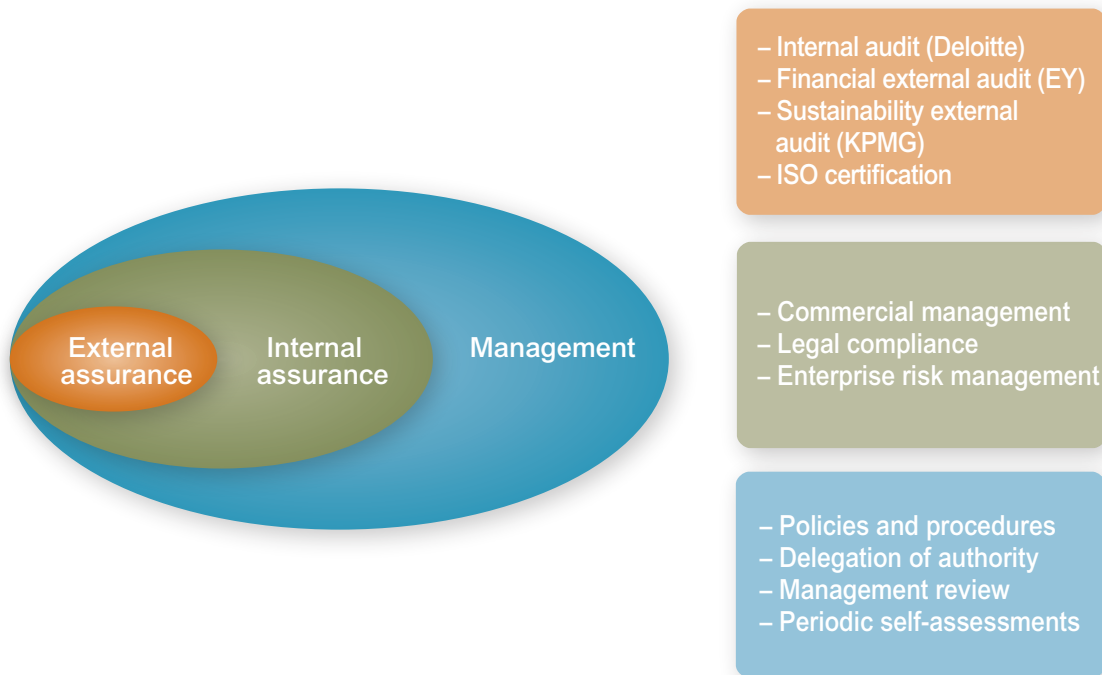 External
assurance
Internal
assurance
Management
– Internal audit (Deloitte)
– Financial external audit (EY)
– Sustainability external
audit (KPMG)
– ISO certification
– Commercial management
– Legal compliance
– Enterprise risk management
– Policies and procedures
– Delegation of authority
– Management review
– Periodic self-assessments